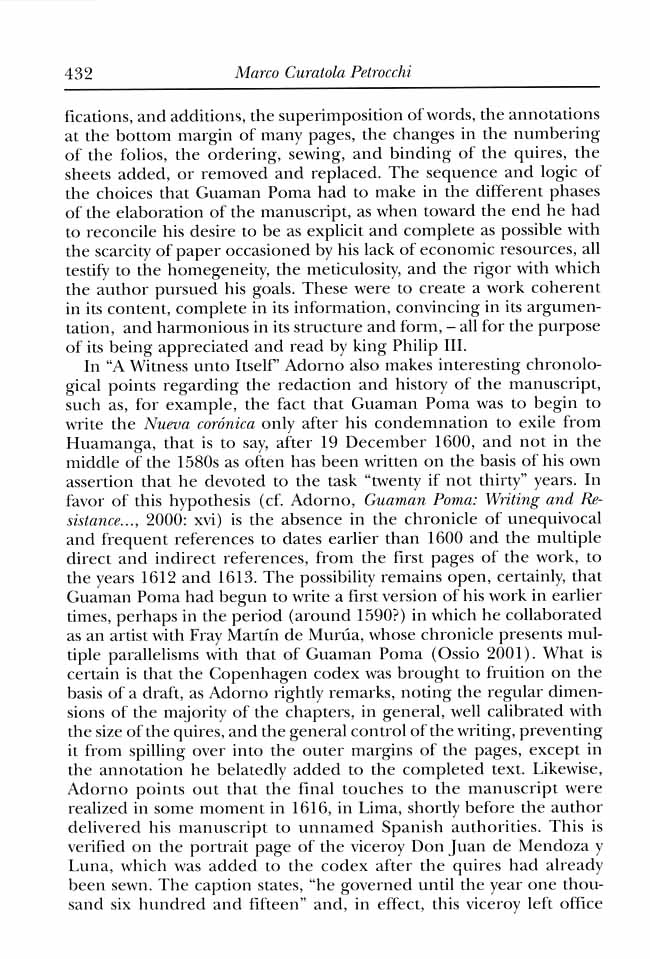 432 Marco Curatola Petrocchi
fications, and additions, the superimposition of words, the annotations
at the bottom margin of many pages, the changes in the numbering
of the folios, the ordering, sewing, and binding of the quires, the
sheets added, or removed and replaced. The sequence and logic of
the choices that Guaman Poma had to make in the different phases
of the elaboration of the manuscript, as when toward the end he had
to reconcile his desire to be as explicit and complete as possible with
the scarcity of paper occasioned by his lack of economic resources, all
testify to the homegeneity, the meticulosity, and the rigor with which
the author pursued his goals. These were to create a work coherent
in its content, complete in its information, convincing in its argumen-
tation, and harmonious in its structure and form, – all for the purpose
of its being appreciated and read by king Philip III.
In “A Witness unto Itself” Adorno also makes interesting chronolo-
gical points regarding the redaction and history of the manuscript,
such as, for example, the fact that Guaman Poma was to begin to
write the Nueva corónica only after his condemnation to exile from
Huamanga, that is to say, after 19 December 1600, and not in the
middle of the 1580s as often has been written on the basis of his own
assertion that he devoted to the task “twenty if not thirty” years. In
favor of this hypothesis (cf. Adorno, Guaman Poma: Writing and Re-
sistance..., 2000: xvi) is the absence in the chronicle of unequivocal
and frequent references to dates earlier than 1600 and the multiple
direct and indirect references, from the first pages of the work, to
the years 1612 and 1613. The possibility remains open, certainly, that
Guaman Poma had begun to write a first version of his work in earlier
times, perhaps in the period (around 1590?) in which he collaborated
as an artist with Fray Martín de Murúa, whose chronicle presents mul-
tiple parallelisms with that of Guaman Poma (Ossio 2001). What is
certain is that the Copenhagen codex was brought to fruition on the
basis of a draft, as Adorno rightly remarks, noting the regular dimen-
sions of the majority of the chapters, in general, well calibrated with
the size of the quires, and the general control of the writing, preventing
it from spilling over into the outer margins of the pages, except in
the annotation he belatedly added to the completed text. Likewise,
Adorno points out that the final touches to the manuscript were
realized in some moment in 1616, in Lima, shortly before the author
delivered his manuscript to unnamed Spanish authorities. This is
verified on the portrait page of the viceroy Don Juan de Mendoza y
Luna, which was added to the codex after the quires had already
been sewn. The caption states, “he governed until the year one thou-
sand six hundred and fifteen” and, in effect, this viceroy left office